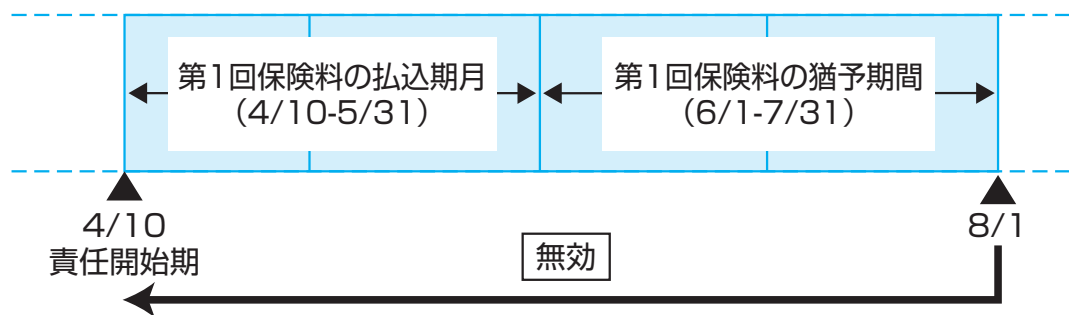 第1回保険料の払込期月
（4/10-5/31）
第1回保険料の猶予期間
（6/1-7/31）
4/10
責任開始期
8/1
無効